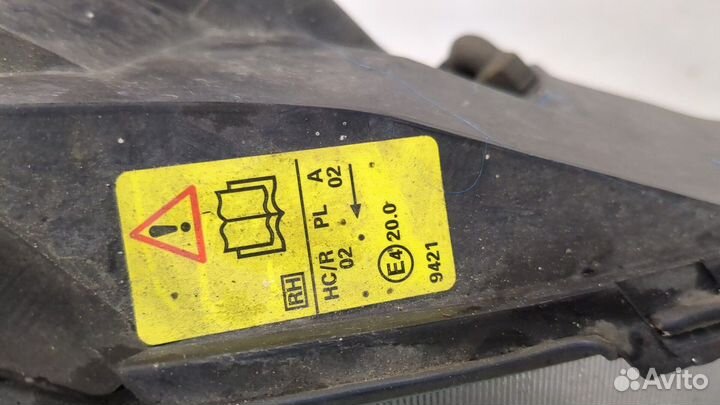 RH
HC/R PL A
02 02
E4 20.0
9421
Avito